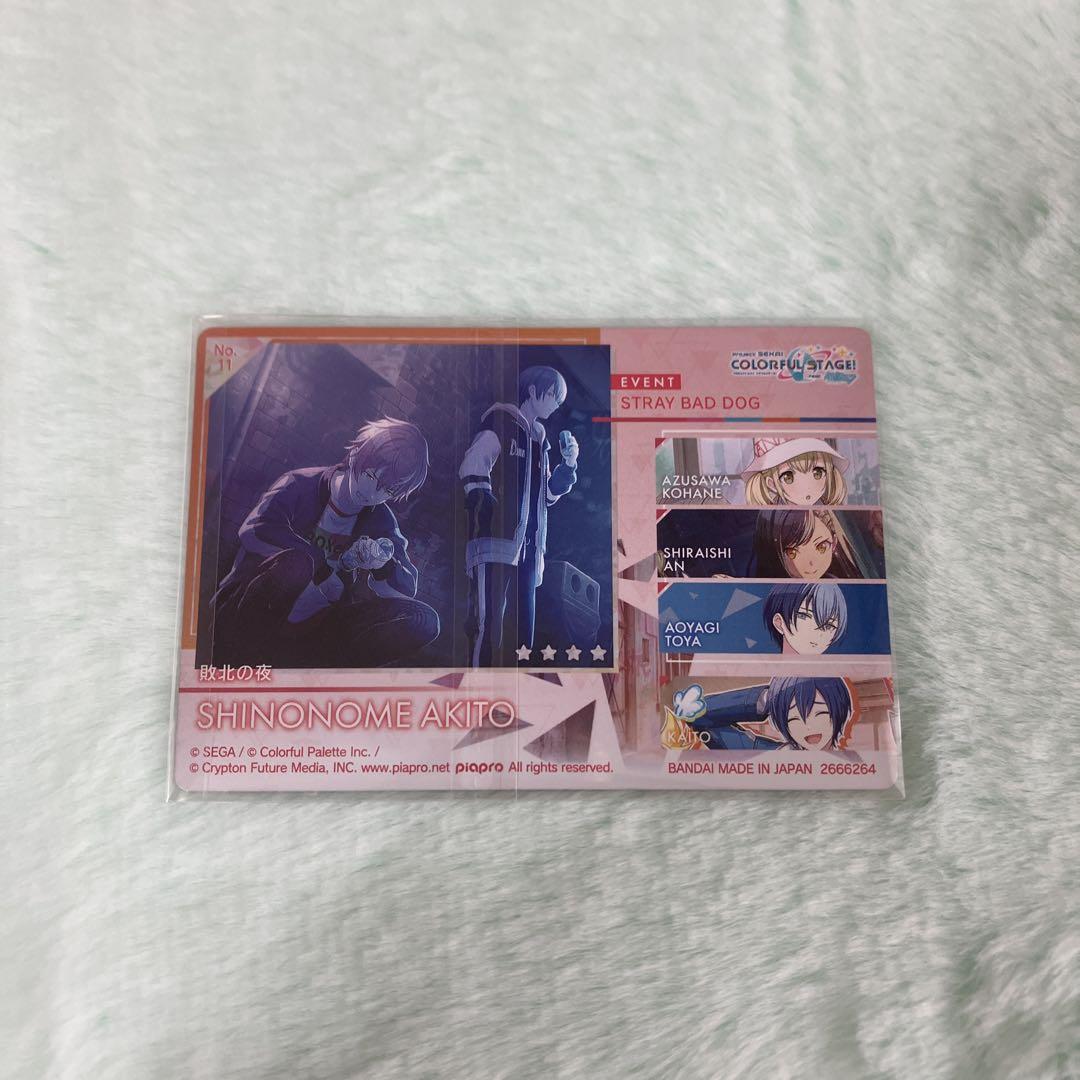 No.
11
EVENT
STRAY BAD DOG
PROJECT SEKAI
COLORFUL STAGE!
AZUSAWA
KOHANE
SHIRAISHI
AN
AOYAGI
TOYA
KAITO
敗北の夜
SHINONOME AKITO
© SEGA / © Colorful Palette Inc. /
© Crypton Future Media, INC. www.piapro.net piapro All rights reserved.
BANDAI MADE IN JAPAN 2666264